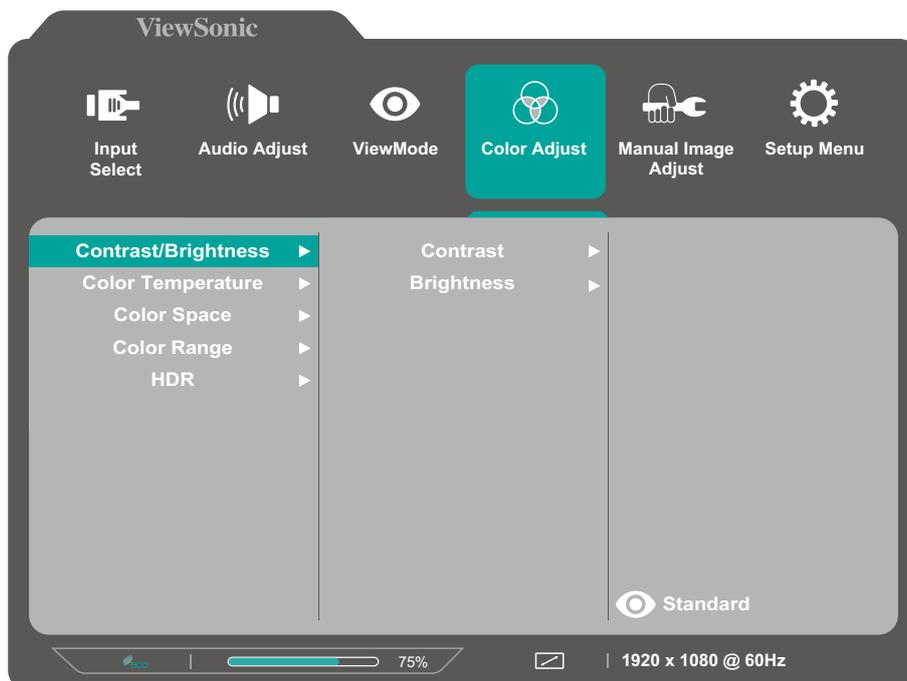 ViewSonic
Input
Select
Audio Adjust
ViewMode
Color Adjust
Manual Image
Adjust
Setup Menu
Contrast/Brightness
Color Temperature
Color Space
Color Range
HDR
Contrast
Brightness
Standard
eco
75%
1920 x 1080 @ 60Hz